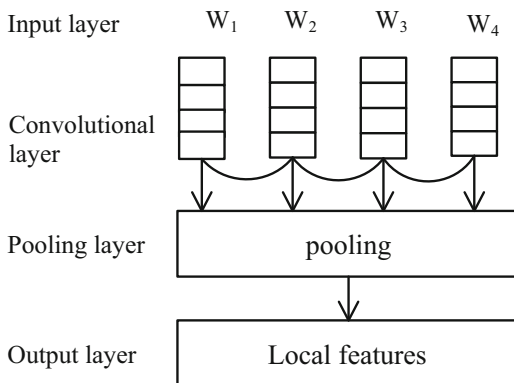 Input layer W₁ W₂ W₃ W₄
Convolutional
layer
Pooling layer pooling
Output layer Local features